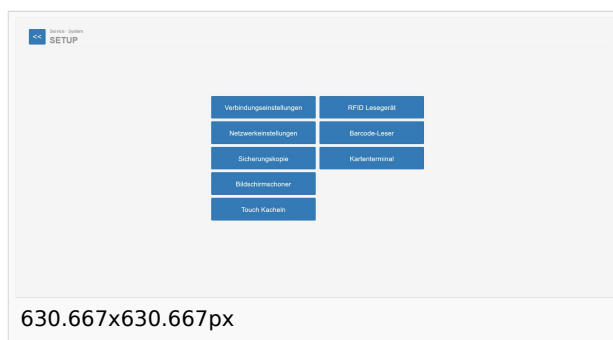 <<
Service - System
SETUP
Verbindungseinstellungen
RFID Lesegerät
Netzwerkeinstellungen
Barcode-Leser
Sicherungskopie
Kartenterminal
Bildschirmschoner
Touch Kacheln
630.667x630.667px